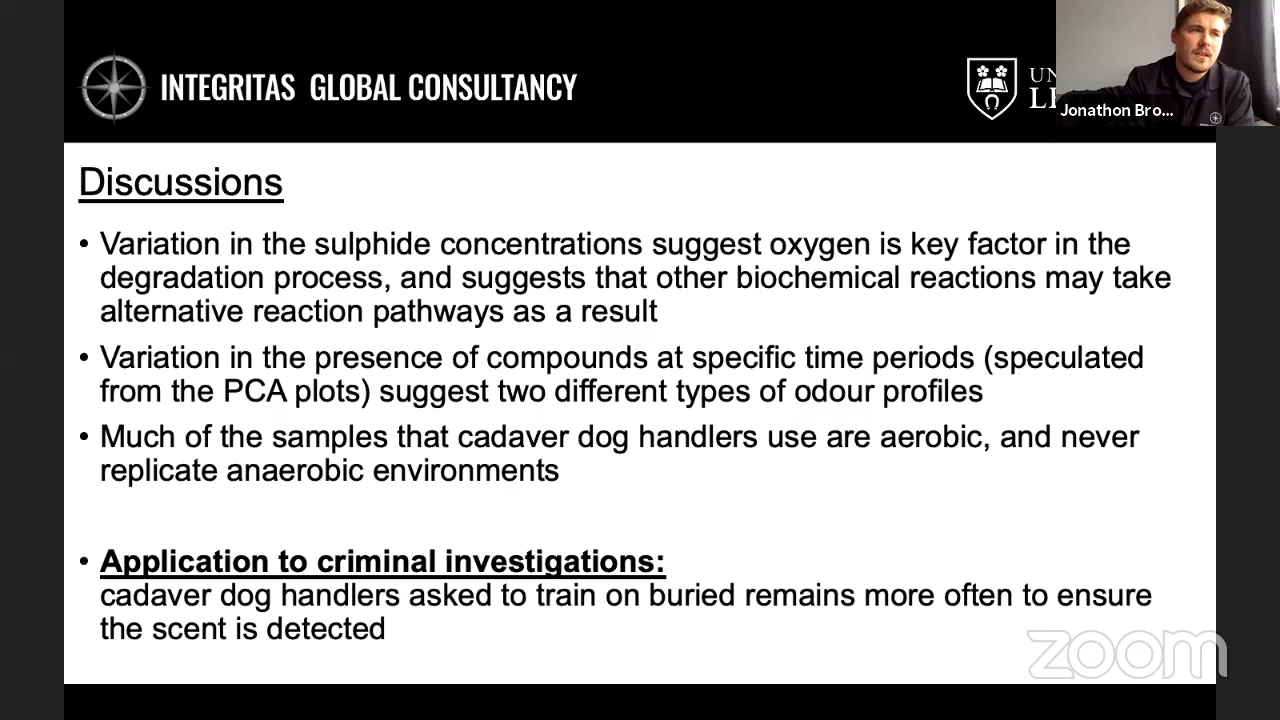 INTEGRITAS GLOBAL CONSULTANCY
Jonathon Bro...
Discussions
• Variation in the sulphide concentrations suggest oxygen is key factor in the
degradation process, and suggests that other biochemical reactions may take
alternative reaction pathways as a result
• Variation in the presence of compounds at specific time periods (speculated
from the PCA plots) suggest two different types of odour profiles
• Much of the samples that cadaver dog handlers use are aerobic, and never
replicate anaerobic environments
• Application to criminal investigations:
cadaver dog handlers asked to train on buried remains more often to ensure
the scent is detected
zoom